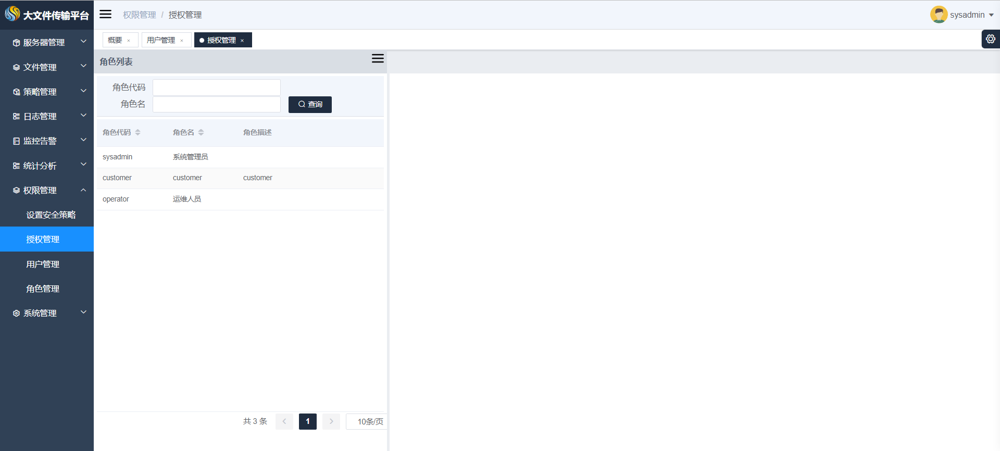 大文件传输平台
权限管理 / 授权管理
sysadmin
服务器管理
文件管理
策略管理
日志管理
监控告警
统计分析
权限管理
设置安全策略
授权管理
用户管理
角色管理
系统管理
概要 ×
用户管理 ×
授权管理 ×
角色列表
角色代码
角色名
查询
角色代码 角色名 角色描述
sysadmin 系统管理员
customer customer customer
operator 运维人员
共 3 条
1
10条/页